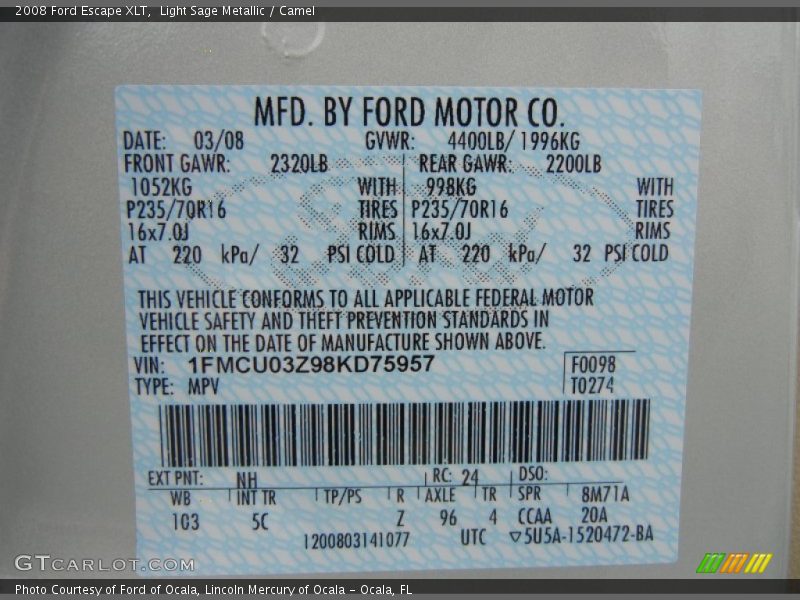 2008 Ford Escape XLT, Light Sage Metallic / Camel
MFD. BY FORD MOTOR CO.
DATE: 03/08 GVWR: 4400LB/ 1996KG
FRONT GAWR: 2320LB REAR GAWR: 2200LB
1052KG WITH 998KG WITH
P235/70R16 TIRES P235/70R16 TIRES
16x7.0J RIMS 16x7.0J RIMS
AT 220 kPa/ 32 PSI COLD AT 220 kPa/ 32 PSI COLD
THIS VEHICLE CONFORMS TO ALL APPLICABLE FEDERAL MOTOR
VEHICLE SAFETY AND THEFT PREVENTION STANDARDS IN
EFFECT ON THE DATE OF MANUFACTURE SHOWN ABOVE.
VIN: 1FMCU03Z98KD75957 F0098
TYPE: MPV T0274
EXT PNT: NH RC: 24 DSO:
WB INT TR TP/PS R AXLE TR SPR 8M71A
103 5C Z 96 4 CCAA 20A
1200803141077 UTC ▽5U5A-1520472-BA
GTCARLOT.COM
Photo Courtesy of Ford of Ocala, Lincoln Mercury of Ocala - Ocala, FL